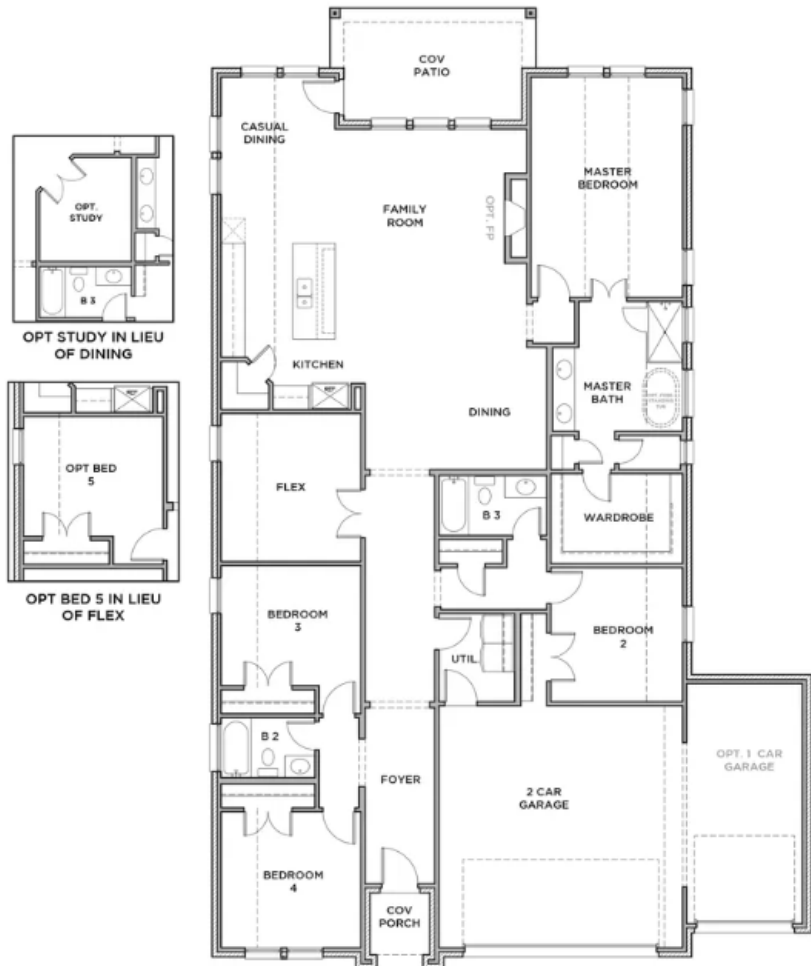 COV
PATIO
CASUAL
DINING
FAMILY
ROOM
OPT. FP
MASTER
BEDROOM
OPT.
STUDY
B 3
OPT STUDY IN LIEU
OF DINING
KITCHEN
REF
DINING
MASTER
BATH
OPT BED
5
REF
OPT BED 5 IN LIEU
OF FLEX
FLEX
B 3
WARDROBE
BEDROOM
3
UTIL
BEDROOM
2
B 2
FOYER
2 CAR
GARAGE
OPT. 1 CAR
GARAGE
BEDROOM
4
COV
PORCH